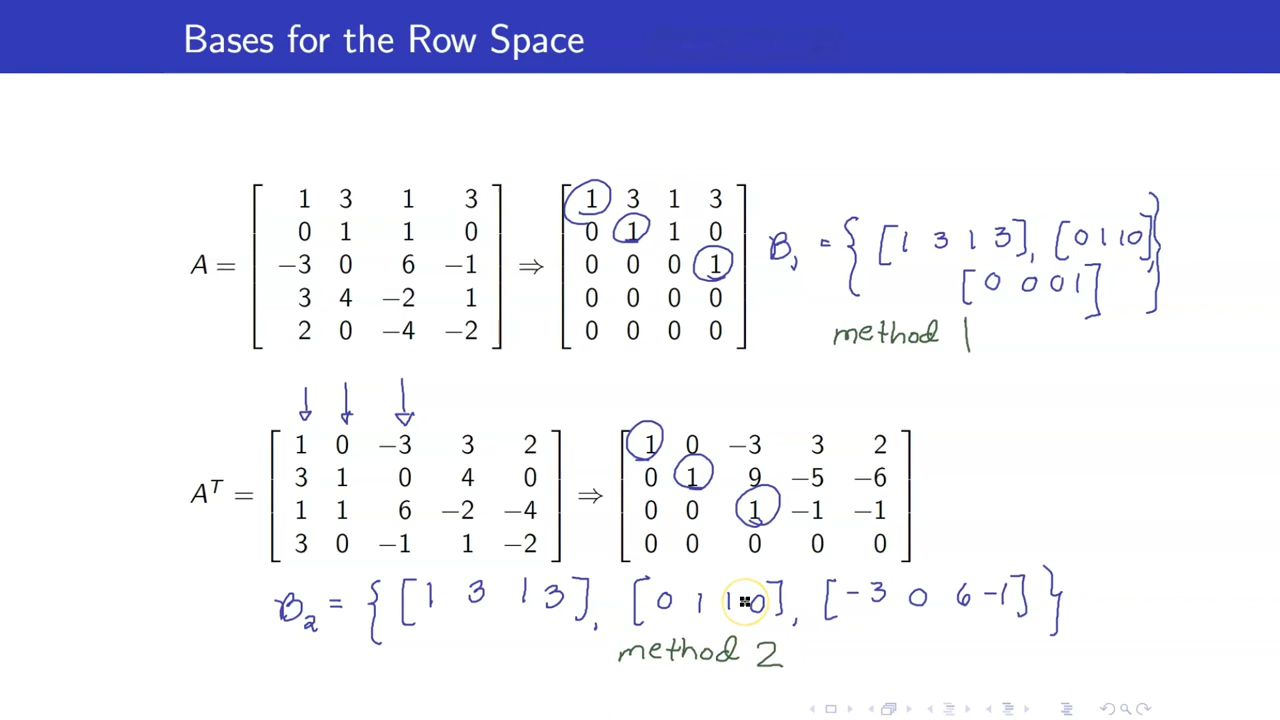 Bases for the Row Space
A = [ 1 3 1 3 ⇒ [ 1 3 1 3
0 1 1 0 0 1 1 0
−3 0 6 −1 0 0 0 1
3 4 −2 1 0 0 0 0
2 0 −4 −2 ] 0 0 0 0 ]
B₁ = { [1 3 1 3], [0 1 1 0]
[0 0 0 1] }
method 1
Aᵀ = [ 1 0 −3 3 2 ⇒ [ 1 0 −3 3 2
3 1 0 4 0 0 1 9 −5 −6
1 1 6 −2 −4 0 0 1 −1 −1
3 0 −1 1 −2 ] 0 0 0 0 0 ]
B₂ = { [1 3 1 3], [0 1 1 0], [-3 0 6 -1] }
method 2